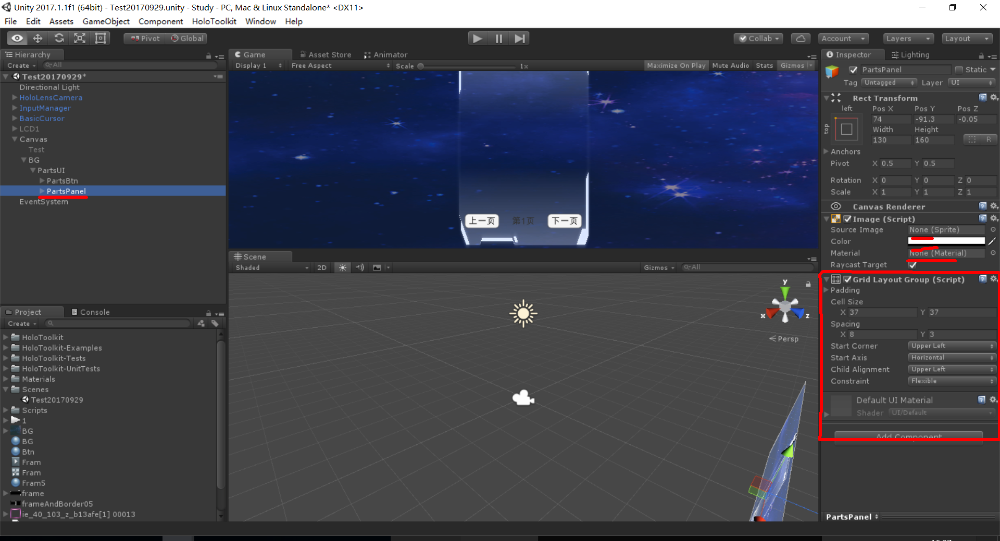 Unity 2017.1.1f1 (64bit) - Test20170929.unity - Study - PC, Mac & Linux Standalone* <DX11>
File Edit Assets GameObject Component HoloToolkit Window Help
Pivot Global Collab Account Layers Layout
Hierarchy
Create All
Test20170929*
Directional Light
HoloLensCamera
InputManager
BasicCursor
LCD1
Canvas
Test
BG
PartsUI
PartsBtn
PartsPanel
EventSystem
Project Console
Create
HoloToolkit
HoloToolkit-Examples
HoloToolkit-Tests
HoloToolkit-UnitTests
Materials
Scenes
Test20170929
Scripts
1
BG
BG
Btn
Fram
Fram
Fram5
frame
frameAndBorder05
ie_40_103_z_b13afe[1] 00013
Game Asset Store Animator
Display 1 Free Aspect Scale 1x Maximize On Play Mute Audio Stats Gizmos
上一页 第1页 下一页
Scene
Shaded 2D Gizmos All
y
x z
Persp
Inspector Lighting
PartsPanel Static
Tag Untagged Layer UI
Rect Transform
left Pos X Pos Y Pos Z
top 74 -91.3 -0.05
Width Height
130 160 R
Anchors
Pivot X 0.5 Y 0.5
Rotation X 0 Y 0 Z 0
Scale X 1 Y 1 Z 1
Canvas Renderer
Image (Script)
Source Image None (Sprite)
Color
Material None (Material)
Raycast Target
Grid Layout Group (Script)
Padding
Cell Size
X 37 Y 37
Spacing
X 8 Y 3
Start Corner Upper Left
Start Axis Horizontal
Child Alignment Upper Left
Constraint Flexible
Default UI Material
Shader UI/Default
Add Component
PartsPanel